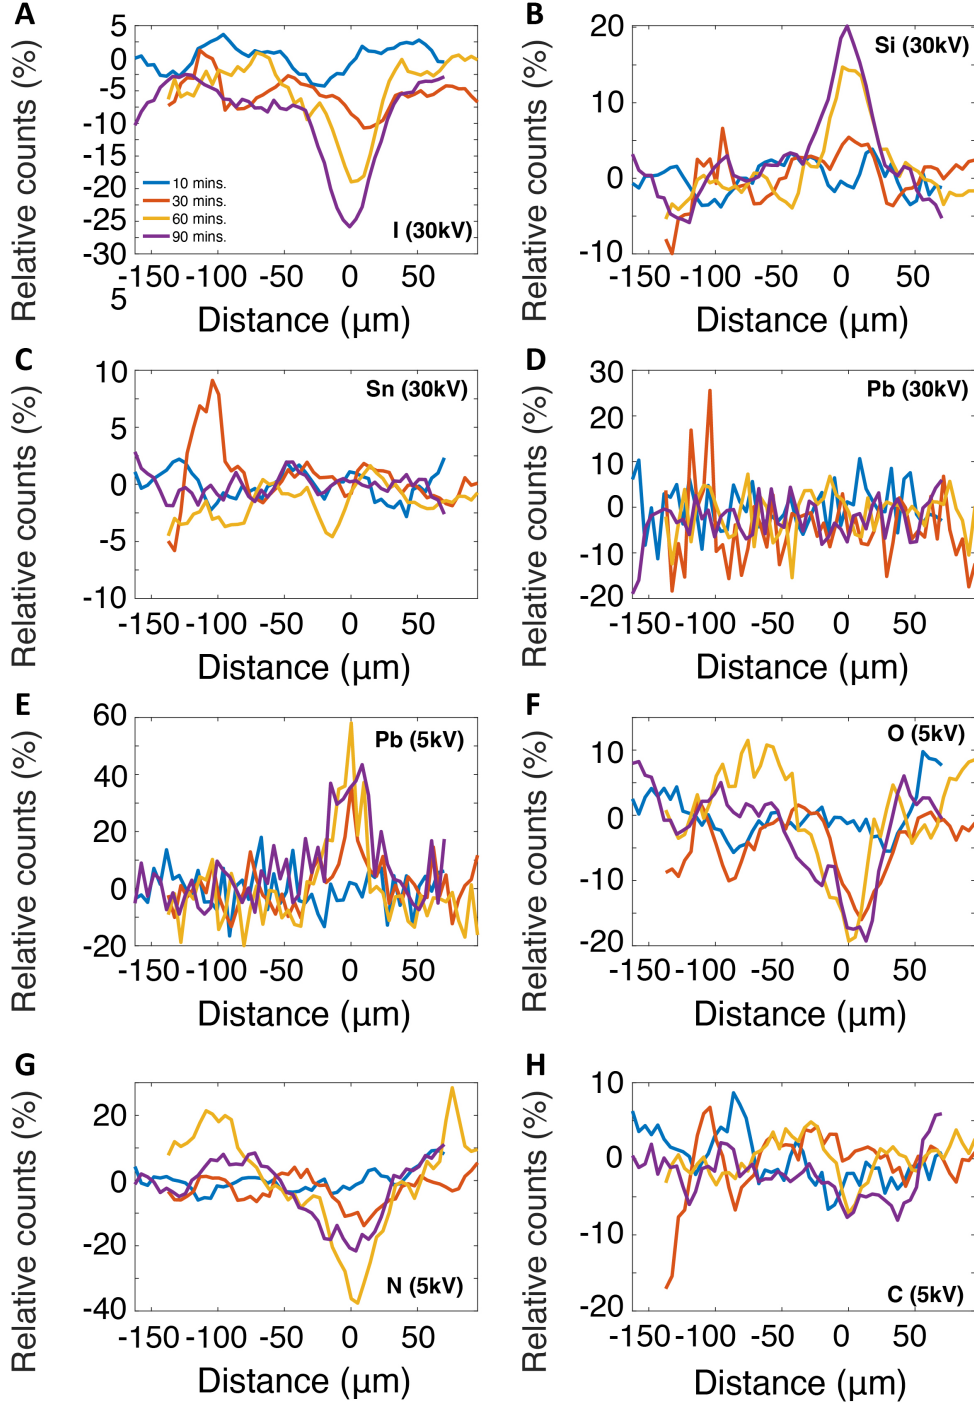 A
Relative counts (%)
5
0
-5
-10
-15
-20
-25
-30
10 mins.
30 mins.
60 mins.
90 mins.
I (30kV)
-150 -100 -50 0 50
5
Distance (µm)
B
Relative counts (%)
20
10
0
-10
Si (30kV)
-150 -100 -50 0 50
Distance (µm)
C
Relative counts (%)
10
5
0
-5
-10
Sn (30kV)
-150 -100 -50 0 50
Distance (µm)
D
Relative counts (%)
30
20
10
0
-10
-20
Pb (30kV)
-150 -100 -50 0 50
Distance (µm)
E
Relative counts (%)
60
40
20
0
-20
Pb (5kV)
-150 -100 -50 0 50
Distance (µm)
F
Relative counts (%)
10
0
-10
-20
O (5kV)
-150 -100 -50 0 50
Distance (µm)
G
Relative counts (%)
20
0
-20
-40
N (5kV)
-150 -100 -50 0 50
Distance (µm)
H
Relative counts (%)
10
0
-10
-20
C (5kV)
-150 -100 -50 0 50
Distance (µm)